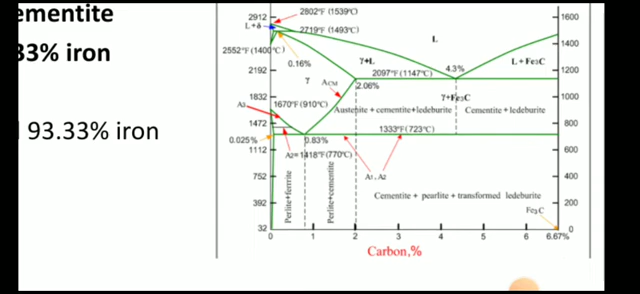 ementite
33% iron
93.33% iron
2912
2802°F (1539°C)
1600
L+δ
2719°F (1493°C)
L
1400
2552°F (1400°C)
0.16%
γ+L
4.3%
L + Fe3C
2192
2097°F (1147°C)
1200
γ
ACM
2.06%
γ+Fe3C
1832
1000
A3
1670°F (910°C)
Austenite + cementite+ledeburite
Cementite + ledeburite
1472
800
1333°F (723°C)
0.025%
0.83%
600
1112
A2=1418°F(770°C)
752
A1,A2
400
Perlite+ferrrite
Perlite+cementite
392
Cementite + pearlite + transformed ledeburite
200
Fe3C
32
0
0
1
2
3
4
5
6
6.67%
Carbon,%